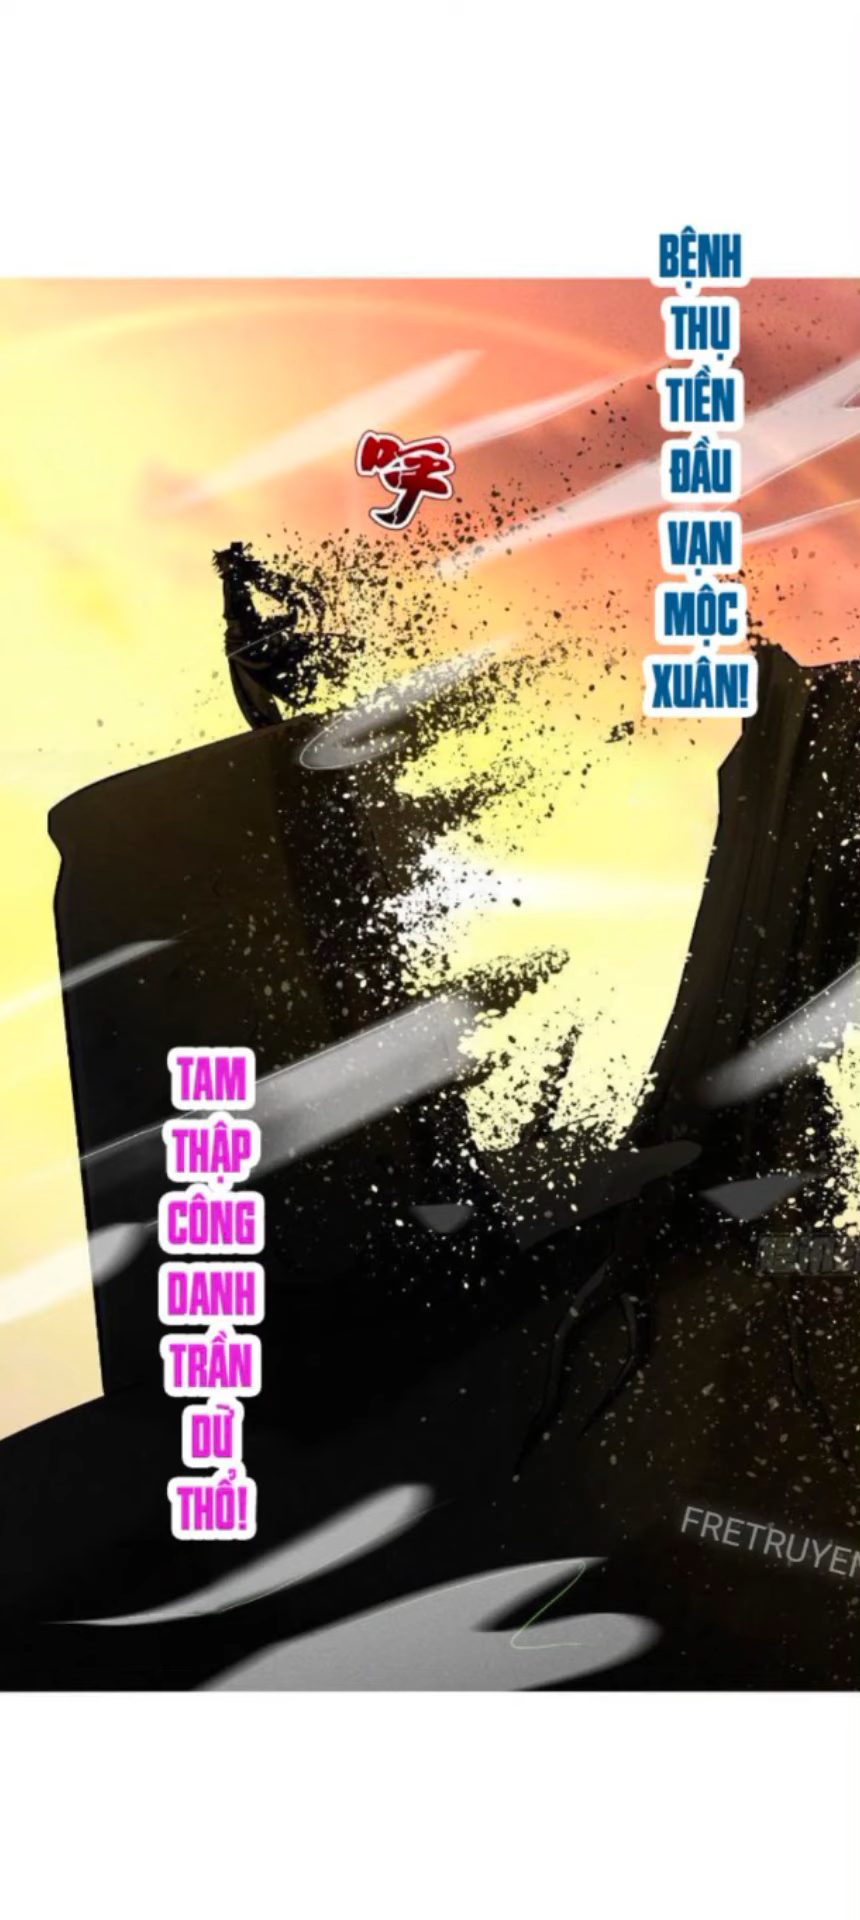 BỆNH
THỤ
TIỀN
ĐẦU
VẠN
MỘC
XUÂN!
呼
TAM
THẬP
CÔNG
DANH
TRẦN
DỮ
THỔ!
FRETRUYEN